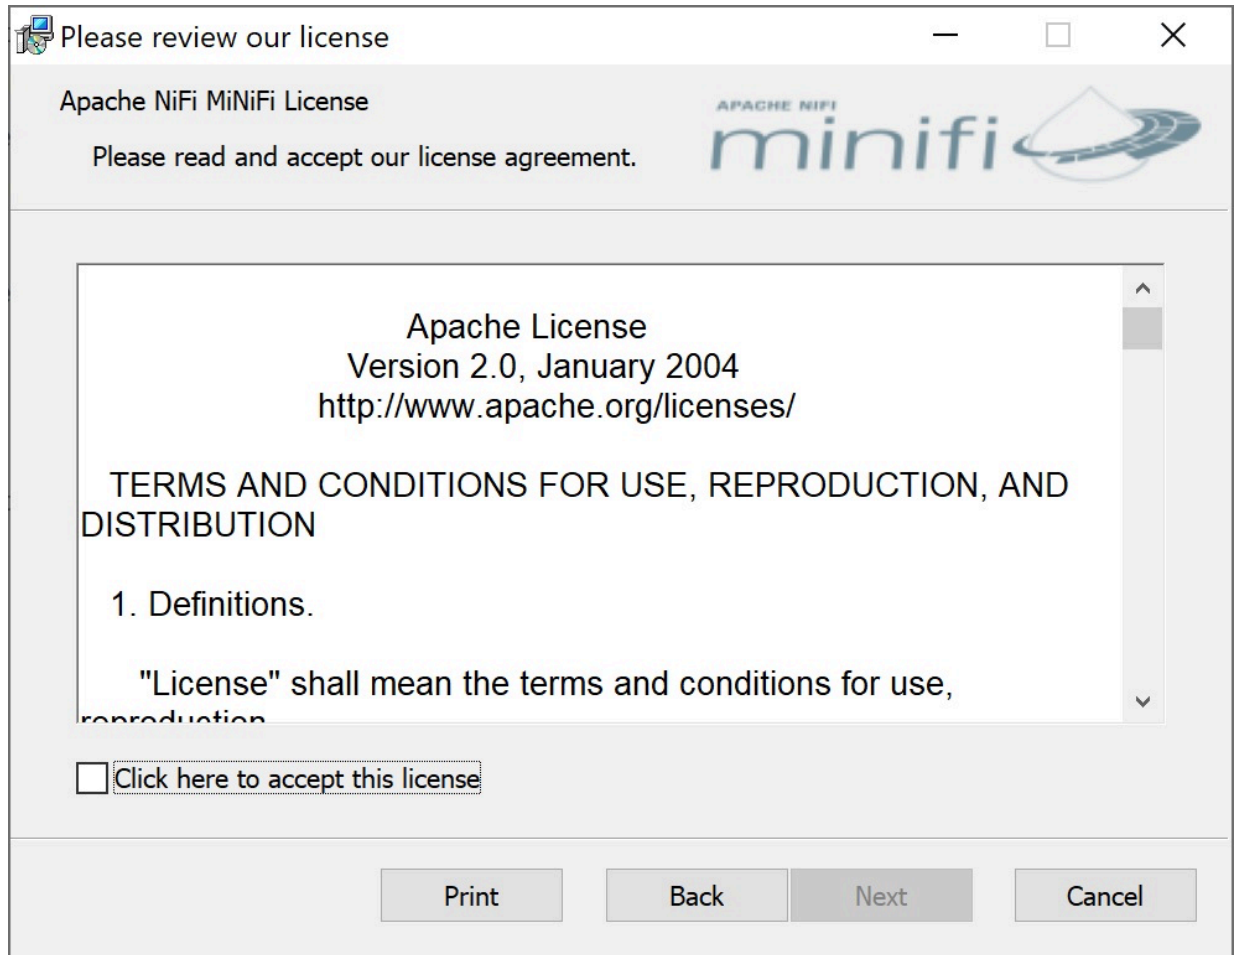 Please review our license
Apache NiFi MiNiFi License
APACHE NIFI
minifi
Please read and accept our license agreement.
Apache License
Version 2.0, January 2004
http://www.apache.org/licenses/
TERMS AND CONDITIONS FOR USE, REPRODUCTION, AND
DISTRIBUTION
1. Definitions.
"License" shall mean the terms and conditions for use,
reproduction
Click here to accept this license
Print
Back
Next
Cancel